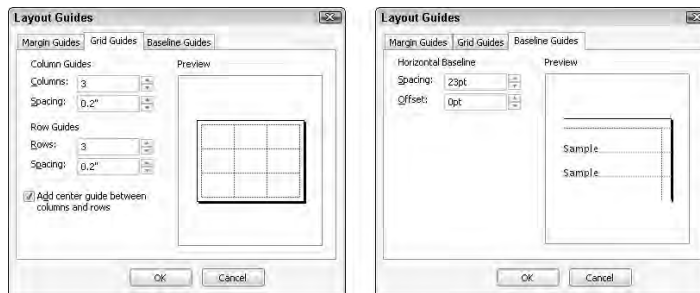 Layout Guides
Margin Guides Grid Guides Baseline Guides
Column Guides
Preview
Columns: 3
Spacing: 0.2"
Row Guides
Rows: 3
Spacing: 0.2"
Add center guide between
columns and rows
OK Cancel
Layout Guides
Margin Guides Grid Guides Baseline Guides
Horizontal Baseline
Preview
Spacing: 23pt
Offset: 0pt
Sample
Sample
OK Cancel